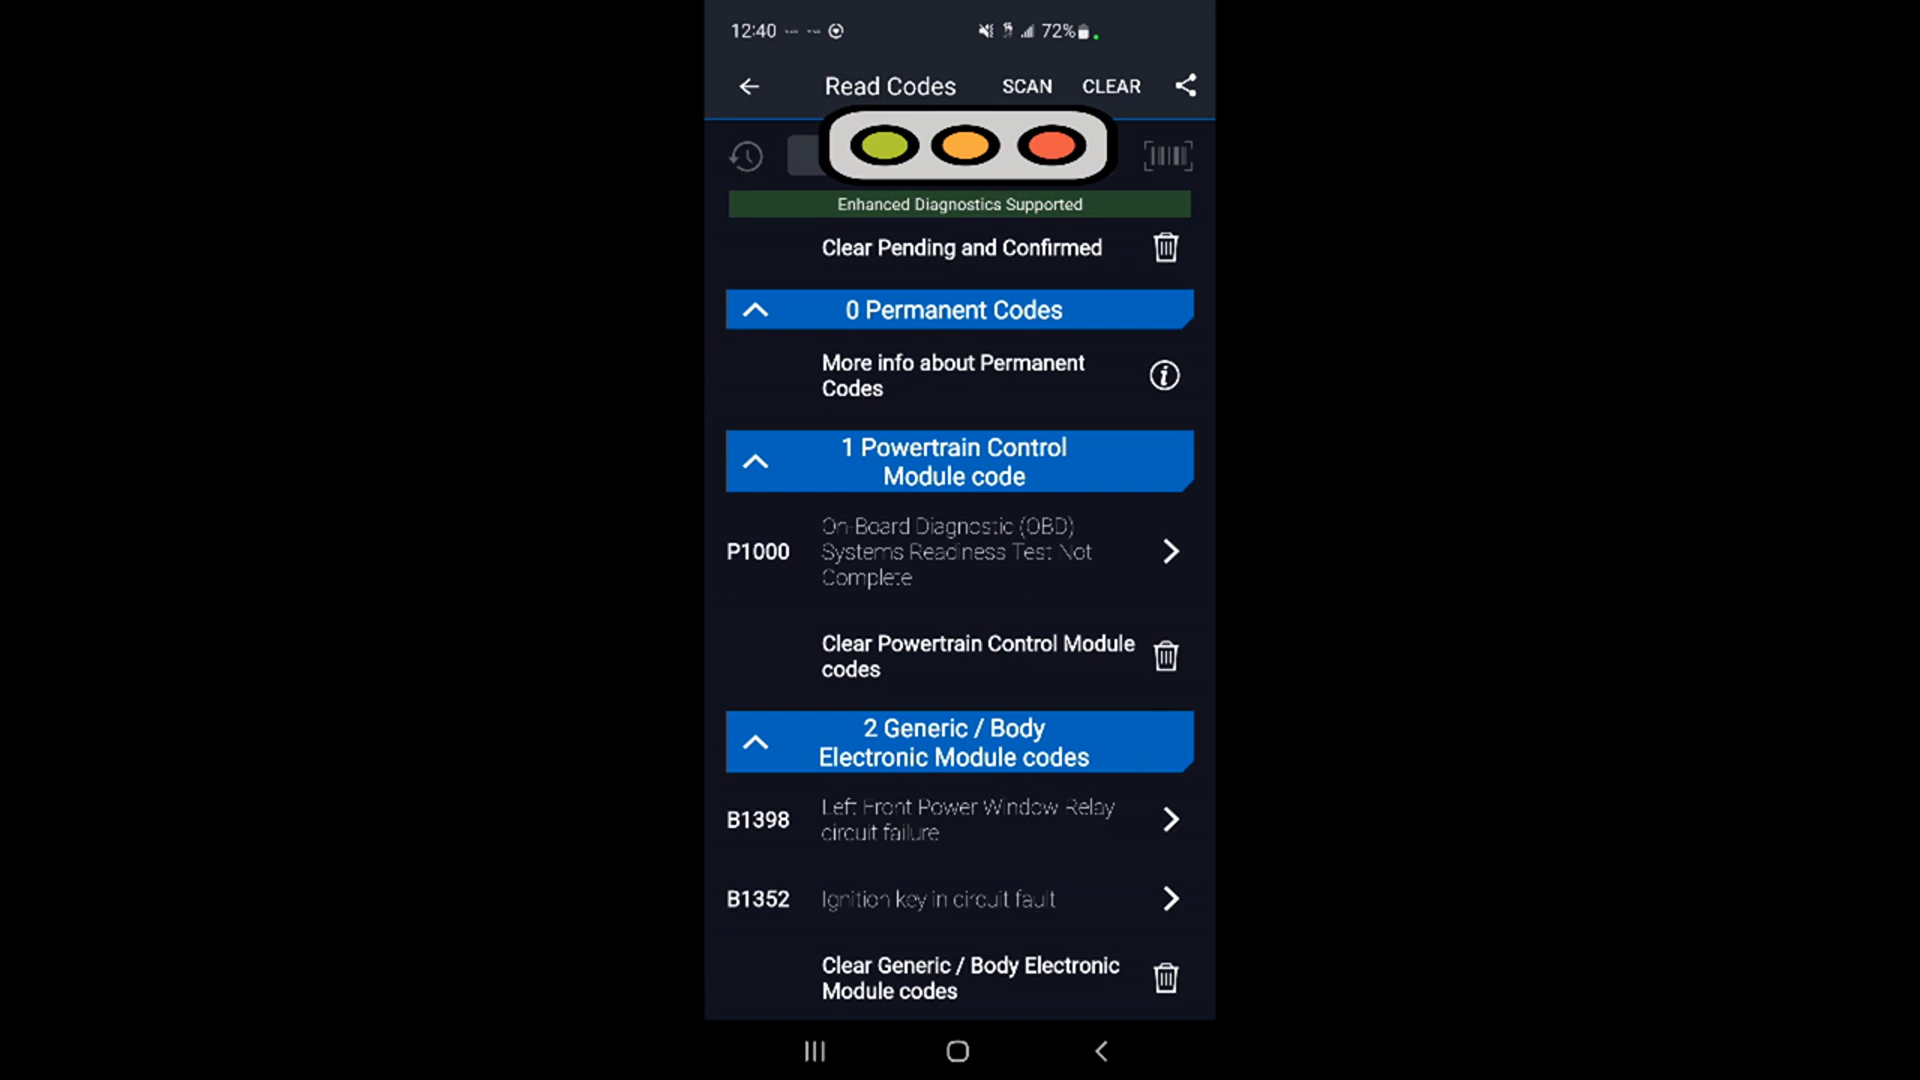 12:40
72%
Read Codes SCAN CLEAR
Enhanced Diagnostics Supported
Clear Pending and Confirmed
0 Permanent Codes
More info about Permanent
Codes
1 Powertrain Control
Module code
P1000
On-Board Diagnostic (OBD)
Systems Readiness Test Not
Complete
Clear Powertrain Control Module
codes
2 Generic / Body
Electronic Module codes
B1398
Left Front Power Window Relay
circuit failure
B1352 Ignition key in circuit fault
Clear Generic / Body Electronic
Module codes